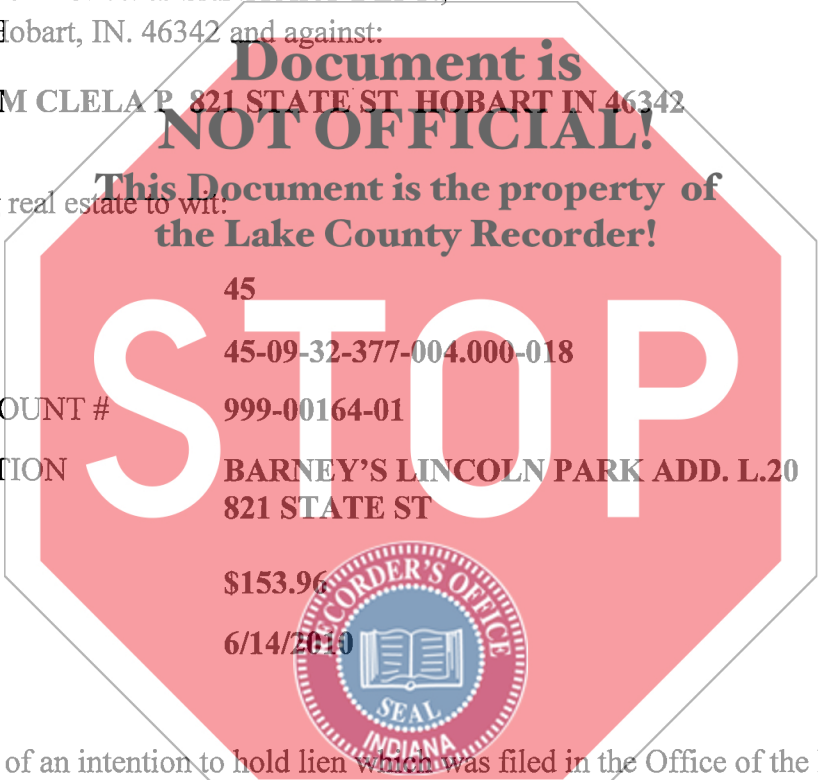 Hobart, IN. 46342 and against:
Document is
M CLELA P 821 STATE ST HOBART IN 46342
NOT OFFICIAL!
This Document is the property of
real estate to wit:
the Lake County Recorder!
45
STOP
45-09-32-377-004.000-018
OUNT # 999-00164-01
TION BARNEY'S LINCOLN PARK ADD. L.20
821 STATE ST
$153.96
6/14/2010
RECORDER'S OFFICE
SEAL
INDIANA
of an intention to hold lien which was filed in the Office of the